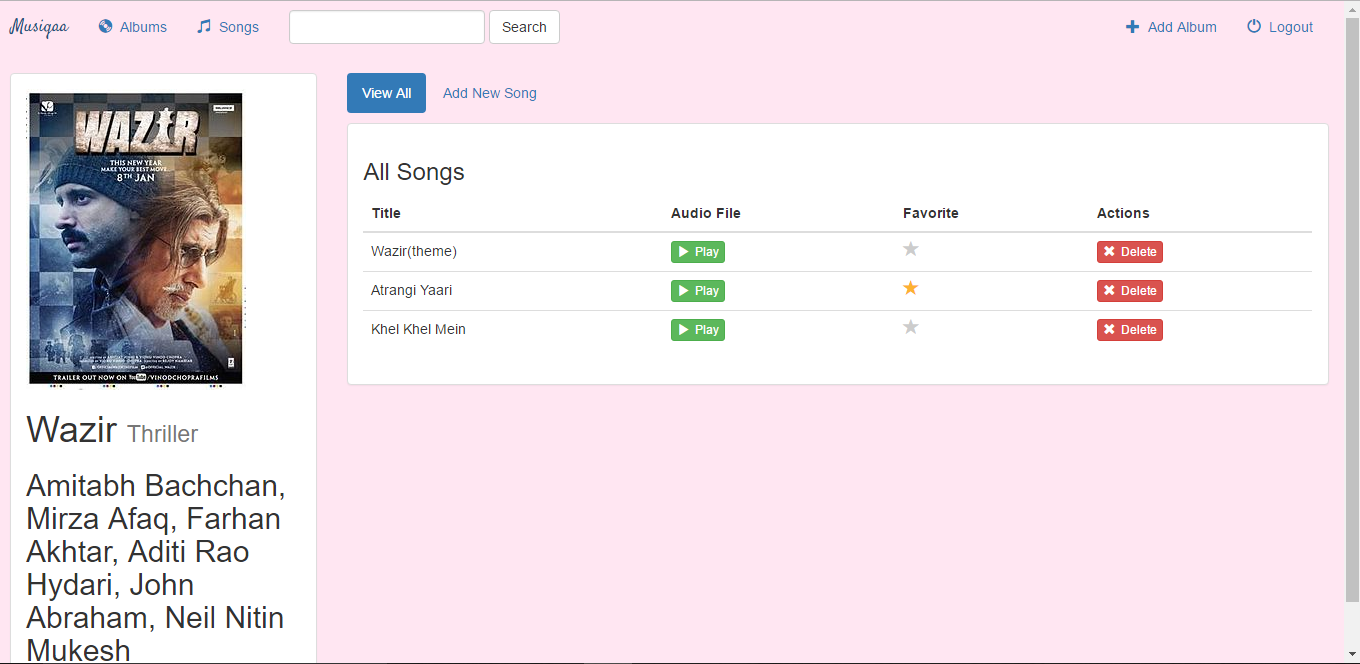 Musiqaa
Albums
Songs
Search
Add Album
Logout
WAZIR
THIS NEW YEAR
MAKE YOUR BEST MOVE.
8TH JAN
TRAILER OUT NOW ON YouTube/VINODCHOPRAFILMS
Wazir Thriller
Amitabh Bachchan,
Mirza Afaq, Farhan
Akhtar, Aditi Rao
Hydari, John
Abraham, Neil Nitin
Mukesh
View All
Add New Song
All Songs
Title Audio File Favorite Actions
Wazir(theme) Play Delete
Atrangi Yaari Play Delete
Khel Khel Mein Play Delete